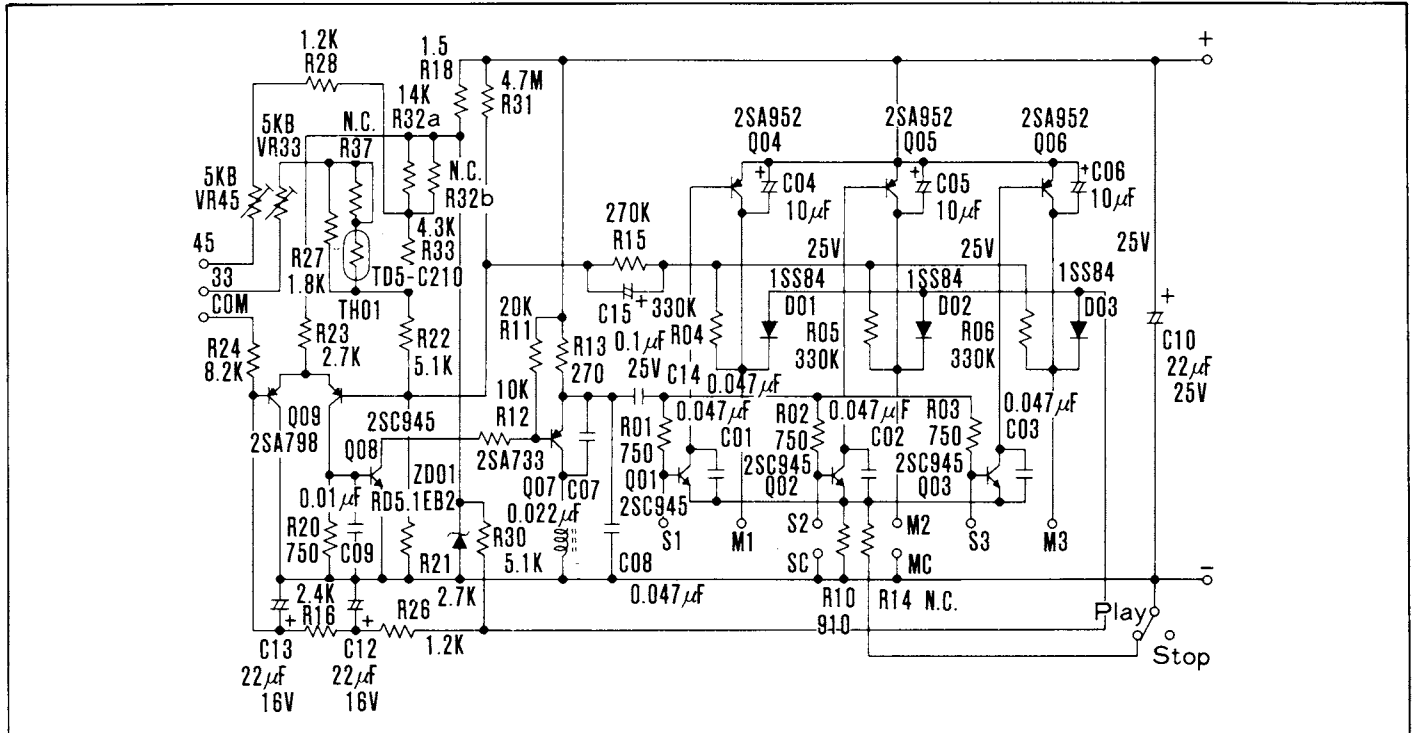 1.2K
R28
1.5
R18
4.7M
R31
+
14K
R32a
N.C.
R37
5KB
VR33
5KB
VR45
N.C.
R32b
2SA952
Q04
2SA952
Q05
2SA952
Q06
+
C04
10µF
+
C05
10µF
+C06
10µF
4.3K
R33
270K
R15
25V
25V
25V
45
33
COM
R27
1.8K
TD5-C210
TH01
C15
+
330K
R04
1SS84
D01
1SS84
D02
1SS84
D03
R05
330K
R06
330K
+
C10
22µF
25V
R24
8.2K
R23
2.7K
R22
5.1K
20K
R11
R13
270
0.1µF
25V
C14
0.047µF
Q09
2SA798
2SC945
Q08
10K
R12
2SA733
Q07
C07
0.022µF
R01
750
0.047µF
C01
R02
750
0.047µF
C02
R03
750
0.047µF
C03
Q01
2SC945
2SC945
Q02
2SC945
Q03
0.01µF
R20
750
C09
ZD01
RD5.1EB2
R21
2.7K
R30
5.1K
C08
0.047µF
S1
M1
S2
M2
S3
M3
SC
MC
−
2.4K
R16
R26
1.2K
R10
910
R14 N.C.
Play
Stop
+
C13
22µF
16V
+
C12
22µF
16V